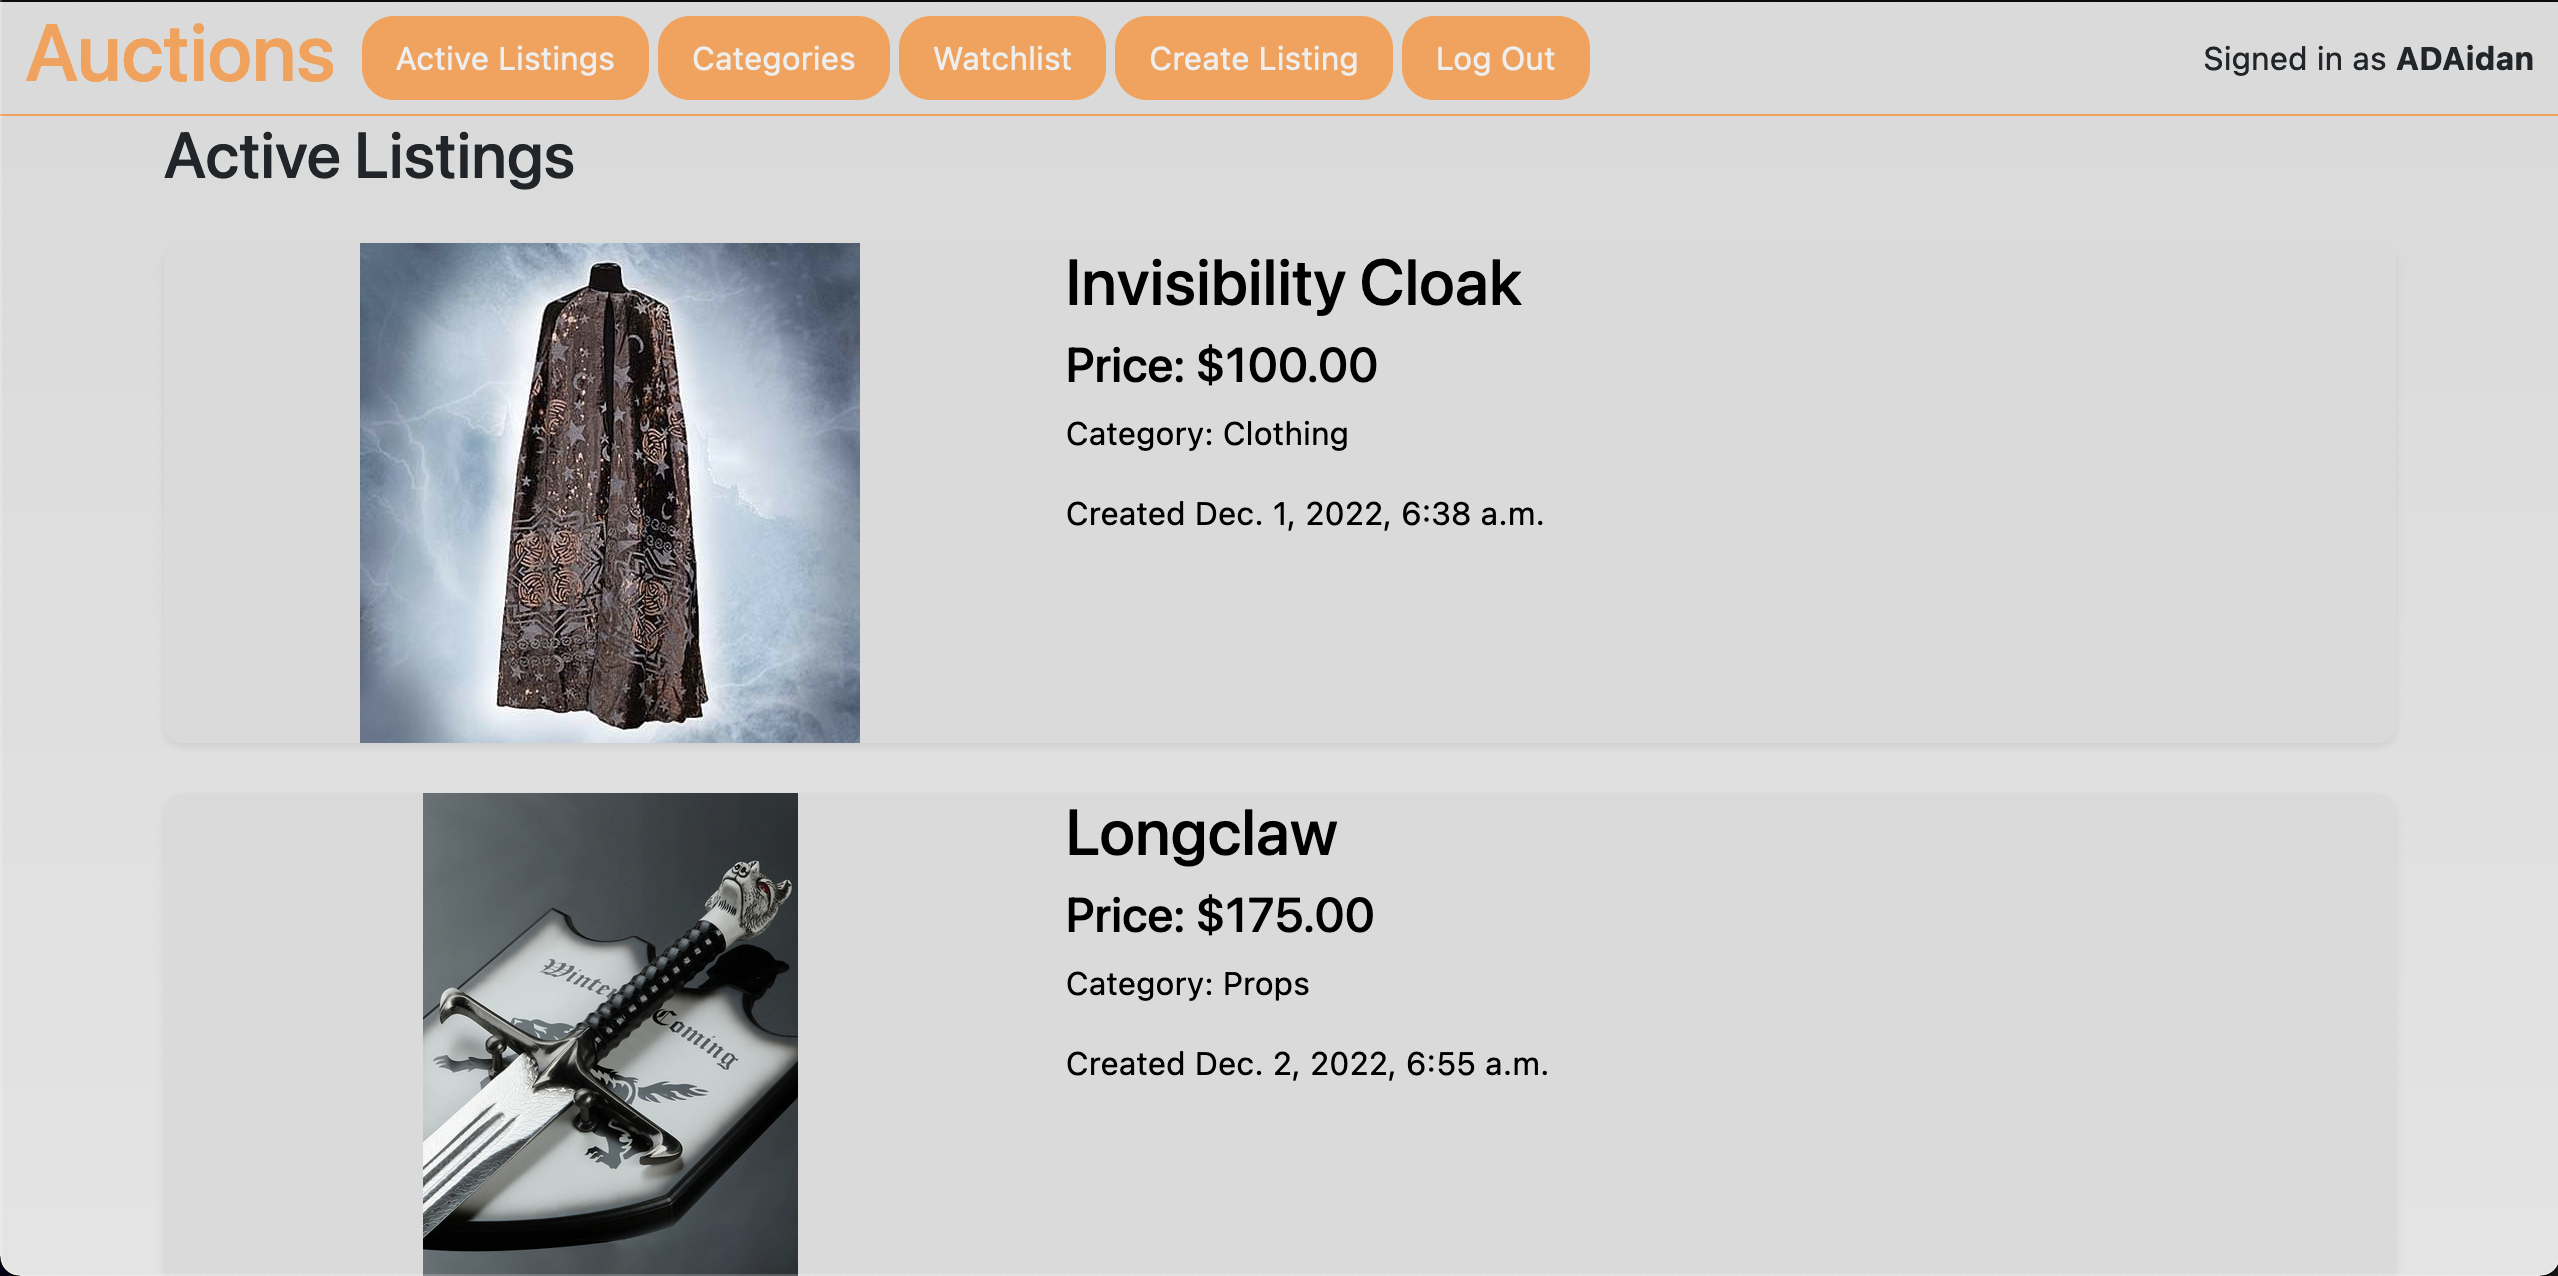 Auctions
Active Listings
Categories
Watchlist
Create Listing
Log Out
Signed in as ADAidan
Active Listings
Invisibility Cloak
Price: $100.00
Category: Clothing
Created Dec. 1, 2022, 6:38 a.m.
Longclaw
Price: $175.00
Category: Props
Created Dec. 2, 2022, 6:55 a.m.
Winter
Coming